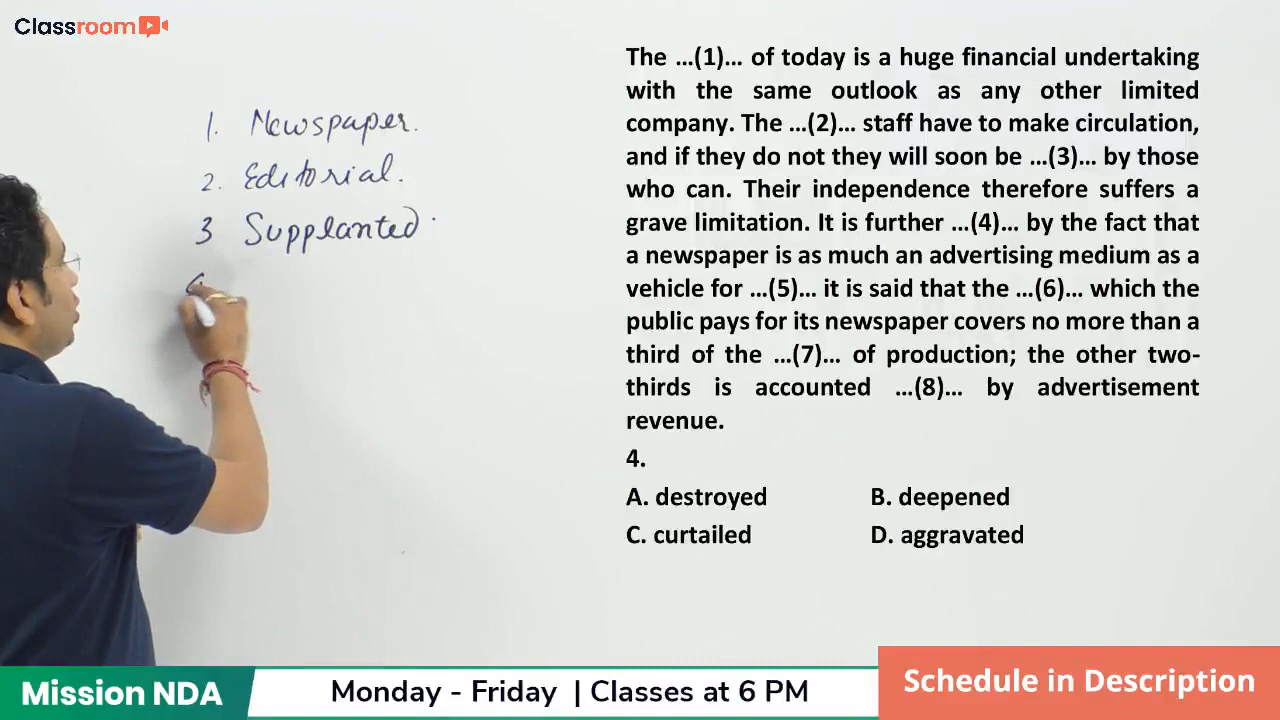 Classroom
1. Newspaper.
2. Editorial.
3 Supplanted.
The ...(1)... of today is a huge financial undertaking
with the same outlook as any other limited
company. The ...(2)... staff have to make circulation,
and if they do not they will soon be ...(3)... by those
who can. Their independence therefore suffers a
grave limitation. It is further ...(4)... by the fact that
a newspaper is as much an advertising medium as a
vehicle for ...(5)... it is said that the ...(6)... which the
public pays for its newspaper covers no more than a
third of the ...(7)... of production; the other two-
thirds is accounted ...(8)... by advertisement
revenue.
4.
A. destroyed B. deepened
C. curtailed D. aggravated
Mission NDA
Monday - Friday | Classes at 6 PM
Schedule in Description